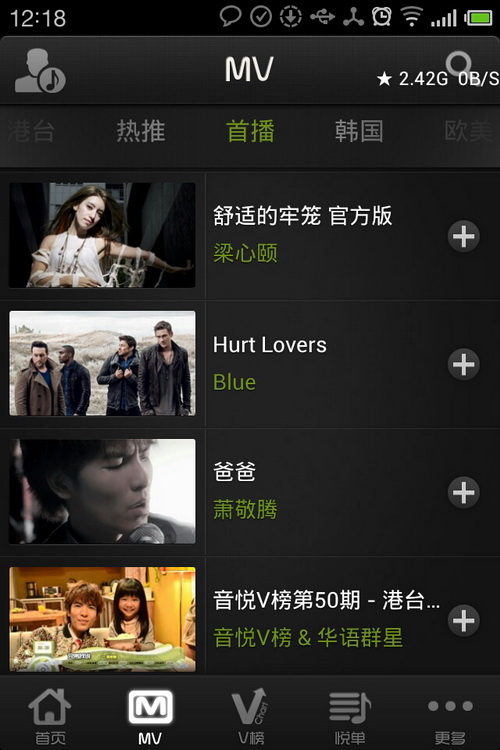 12:18
MV
★ 2.42G 0B/S
港台 热推 首播 韩国 欧美
舒适的牢笼 官方版
梁心颐
Hurt Lovers
Blue
爸爸
萧敬腾
音悦V榜第50期 - 港台...
音悦V榜 & 华语群星
首页 MV V榜 悦单 更多